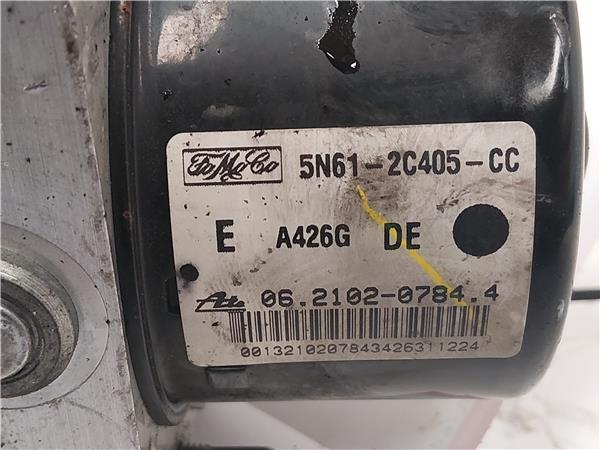 FoMoCo 5N61-2C405-CC
E A426G DE
Ate 06.2102-0784.4
00132102078434263112​24